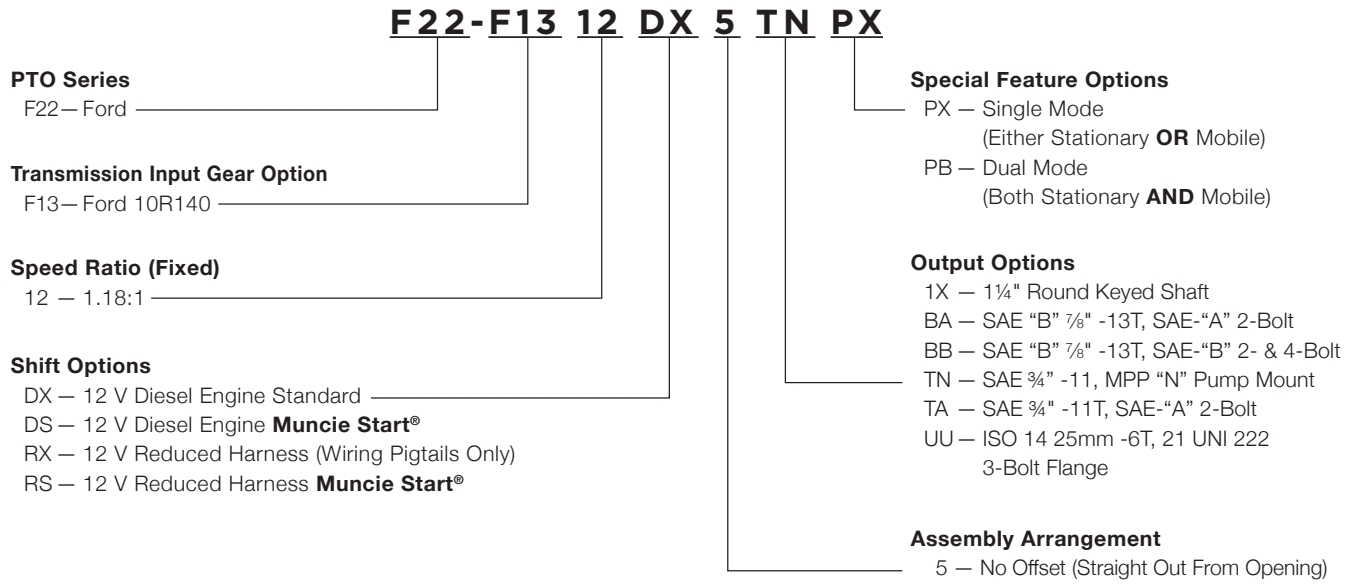 F22-F13 12 DX 5 TN PX
PTO Series
F22— Ford
Transmission Input Gear Option
F13— Ford 10R140
Speed Ratio (Fixed)
12 — 1.18:1
Shift Options
DX — 12 V Diesel Engine Standard
DS — 12 V Diesel Engine Muncie Start®
RX — 12 V Reduced Harness (Wiring Pigtails Only)
RS — 12 V Reduced Harness Muncie Start®
Special Feature Options
PX — Single Mode
(Either Stationary OR Mobile)
PB — Dual Mode
(Both Stationary AND Mobile)
Output Options
1X — 1¼" Round Keyed Shaft
BA — SAE “B” ⅞" -13T, SAE-“A” 2-Bolt
BB — SAE “B” ⅞" -13T, SAE-“B” 2- & 4-Bolt
TN — SAE ¾” -11, MPP “N” Pump Mount
TA — SAE ¾" -11T, SAE-“A” 2-Bolt
UU — ISO 14 25mm -6T, 21 UNI 222
3-Bolt Flange
Assembly Arrangement
5 — No Offset (Straight Out From Opening)